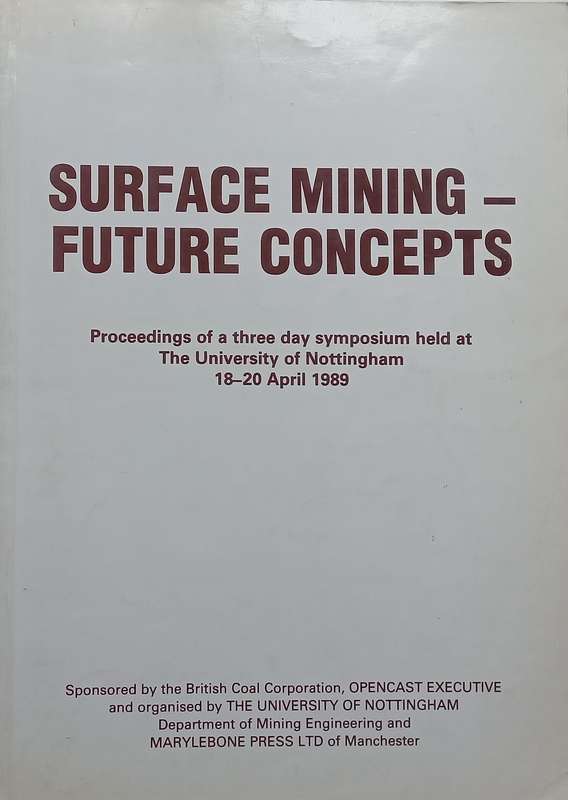 SURFACE MINING –
FUTURE CONCEPTS
Proceedings of a three day symposium held at
The University of Nottingham
18–20 April 1989
Sponsored by the British Coal Corporation, OPENCAST EXECUTIVE
and organised by THE UNIVERSITY OF NOTTINGHAM
Department of Mining Engineering and
MARYLEBONE PRESS LTD of Manchester